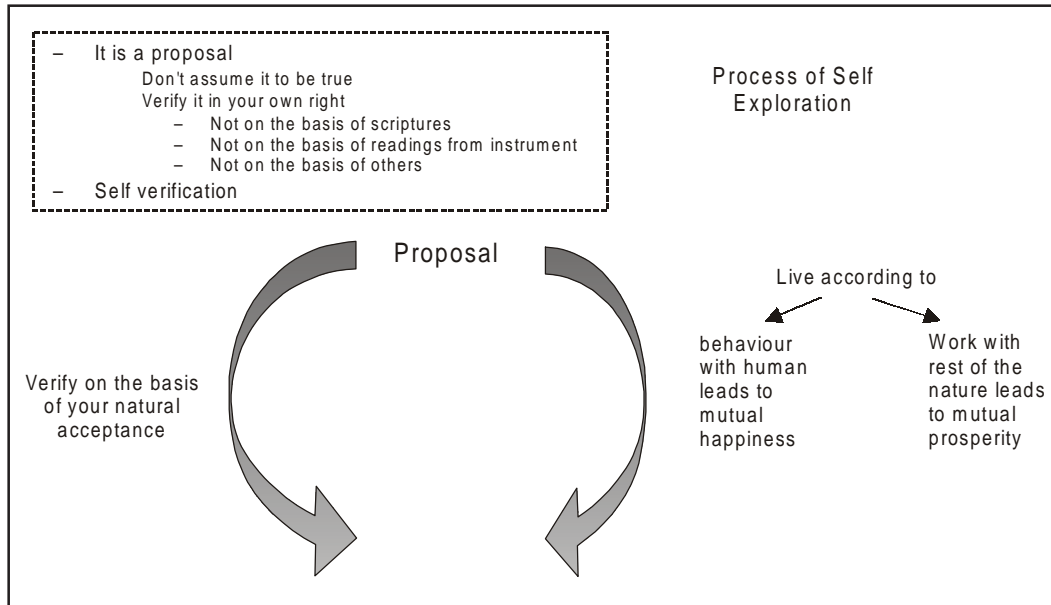 – It is a proposal
Don't assume it to be true
Verify it in your own right
– Not on the basis of scriptures
– Not on the basis of readings from instrument
– Not on the basis of others
– Self verification
Process of Self
Exploration
Proposal
Verify on the basis
of your natural
acceptance
Live according to
behaviour
with human
leads to
mutual
happiness
Work with
rest of the
nature leads
to mutual
prosperity